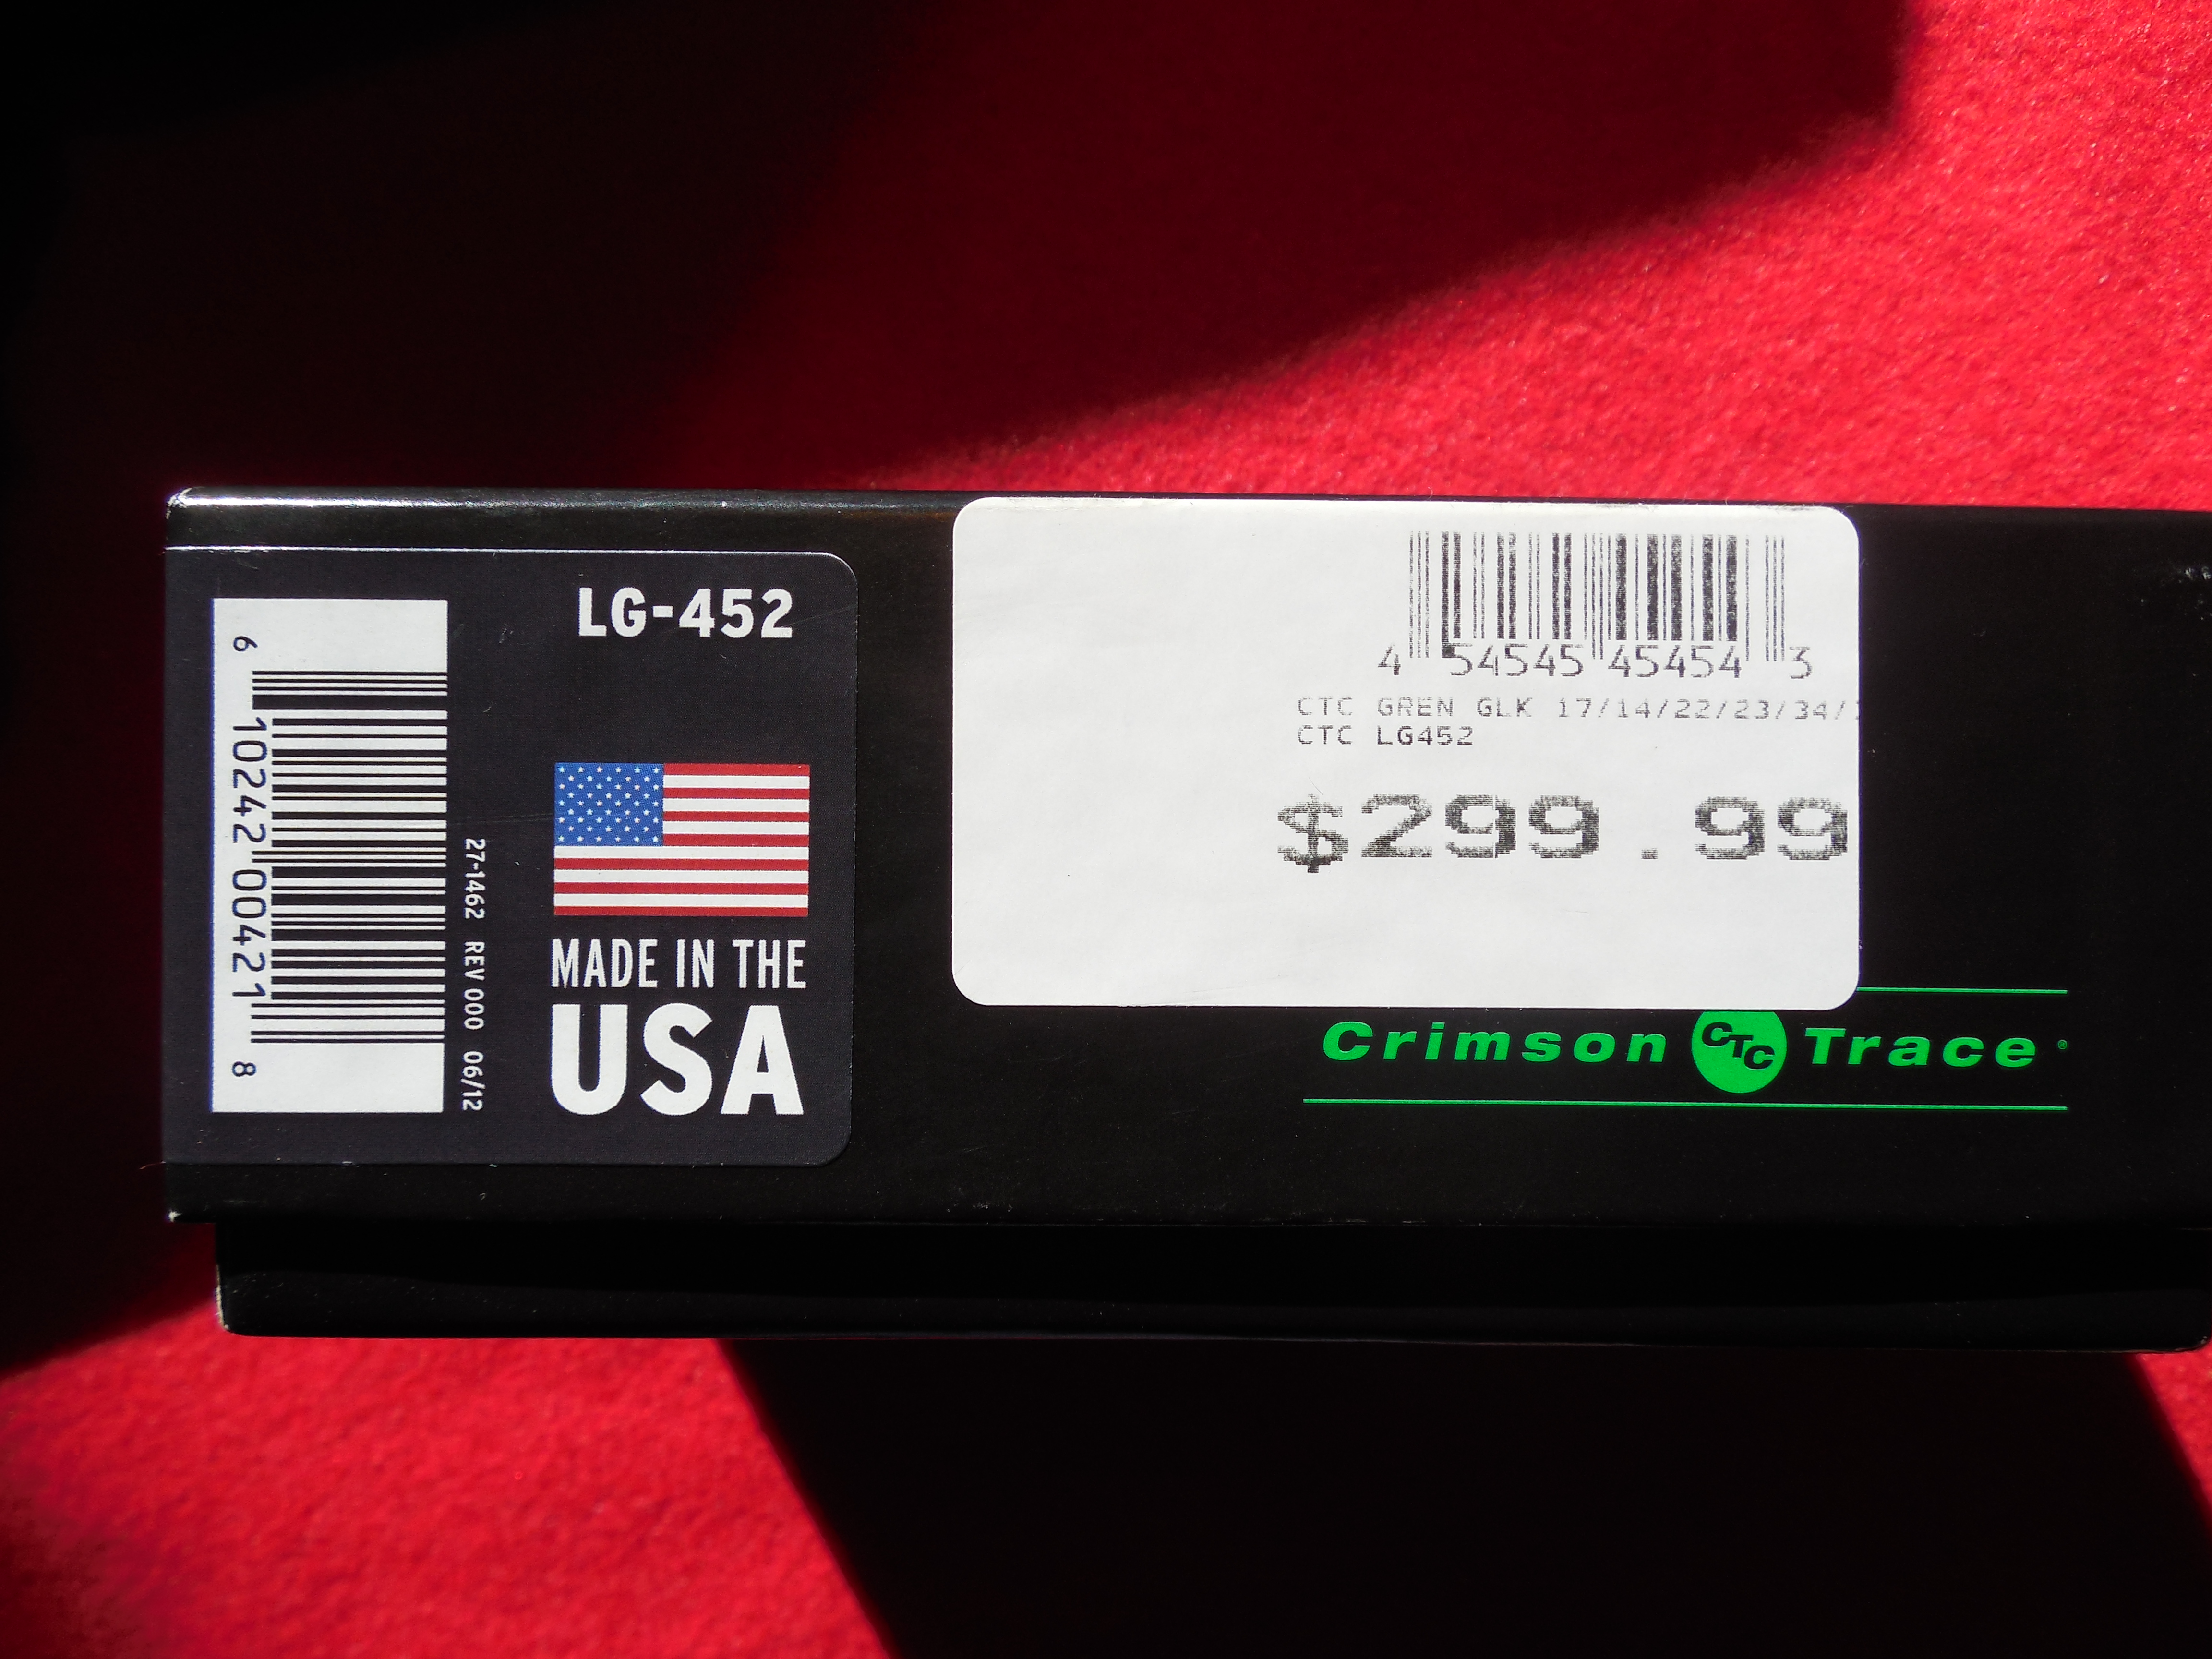 LG-452
6 10242 00421 8
27-1462 REV 000 06/12
MADE IN THE
USA
4 54545 45454 3
CTC GREN GLK 17/14/22/23/34/
CTC LG452
$299.99
Crimson CTC Trace